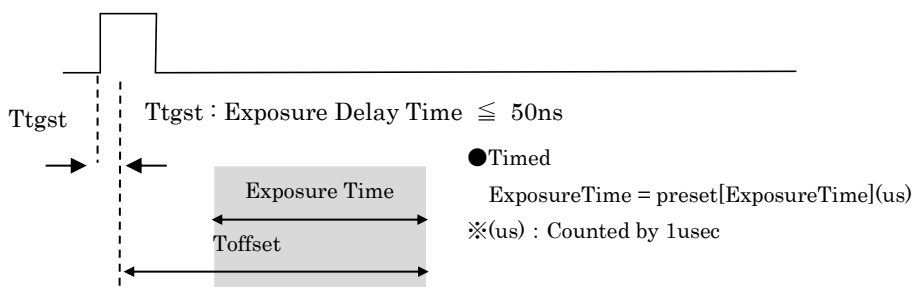 Ttgst
Ttgst : Exposure Delay Time ≦ 50ns
●Timed
Exposure Time
ExposureTime = preset[ExposureTime](us)
※(us) : Counted by 1usec
Toffset